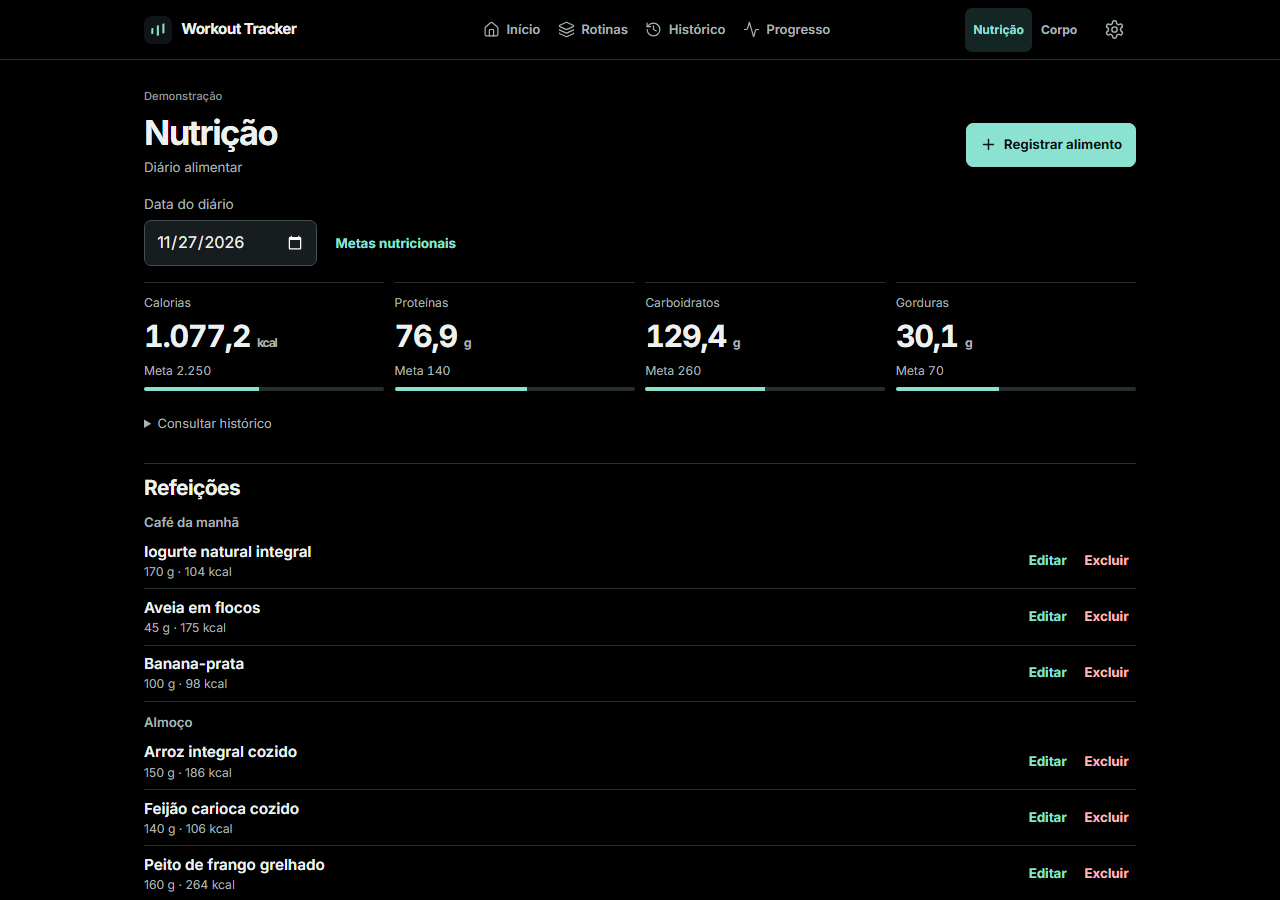 Workout Tracker
Início
Rotinas
Histórico
Progresso
Nutrição
Corpo
Demonstração
Nutrição
Diário alimentar
Registrar alimento
Data do diário
11/27/2026
Metas nutricionais
Calorias
1.077,2 kcal
Meta 2.250
Proteínas
76,9 g
Meta 140
Carboidratos
129,4 g
Meta 260
Gorduras
30,1 g
Meta 70
Consultar histórico
Refeições
Café da manhã
Iogurte natural integral
170 g · 104 kcal
Editar Excluir
Aveia em flocos
45 g · 175 kcal
Editar Excluir
Banana-prata
100 g · 98 kcal
Editar Excluir
Almoço
Arroz integral cozido
150 g · 186 kcal
Editar Excluir
Feijão carioca cozido
140 g · 106 kcal
Editar Excluir
Peito de frango grelhado
160 g · 264 kcal
Editar Excluir